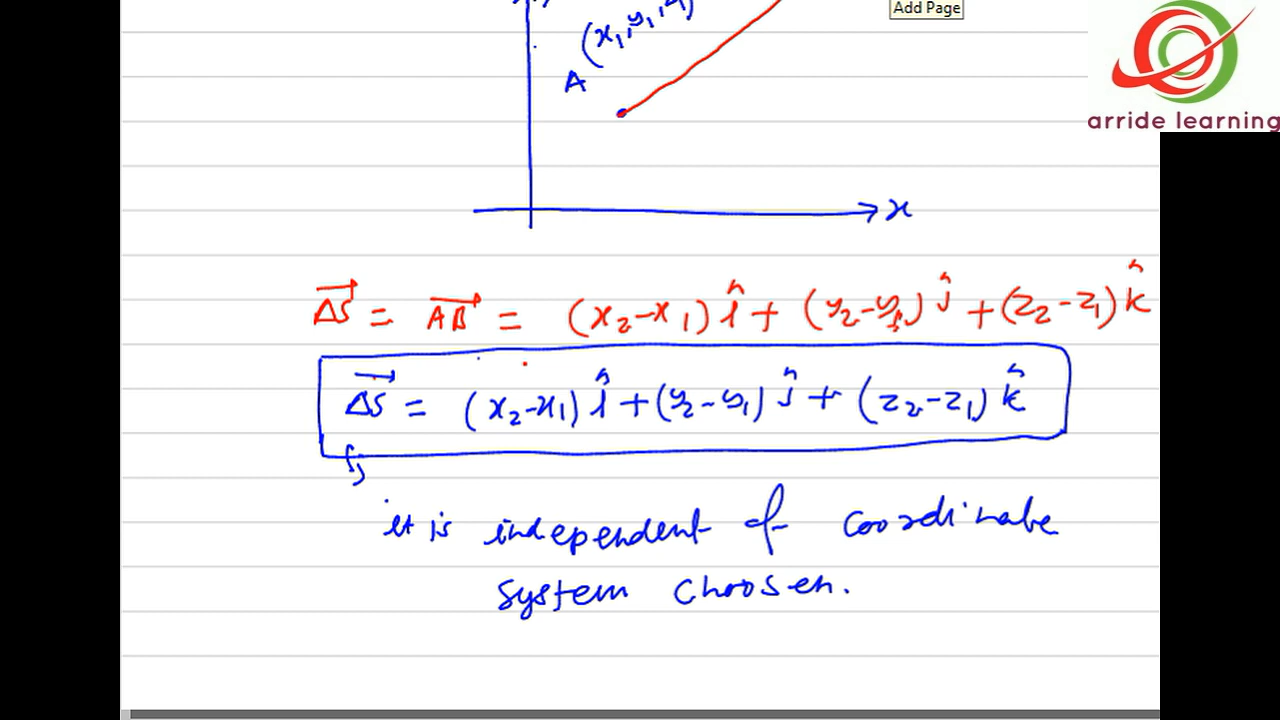 Add Page
A (x₁, y₁, z₁)
arride learning
x
ΔS⃗ = AB⃗ = (x₂-x₁) î + (y₂-y₁) ĵ + (z₂-z₁) k̂
ΔS⃗ = (x₂-x₁) î + (y₂-y₁) ĵ + (z₂-z₁) k̂
it is independent of coordinate
system choosen.